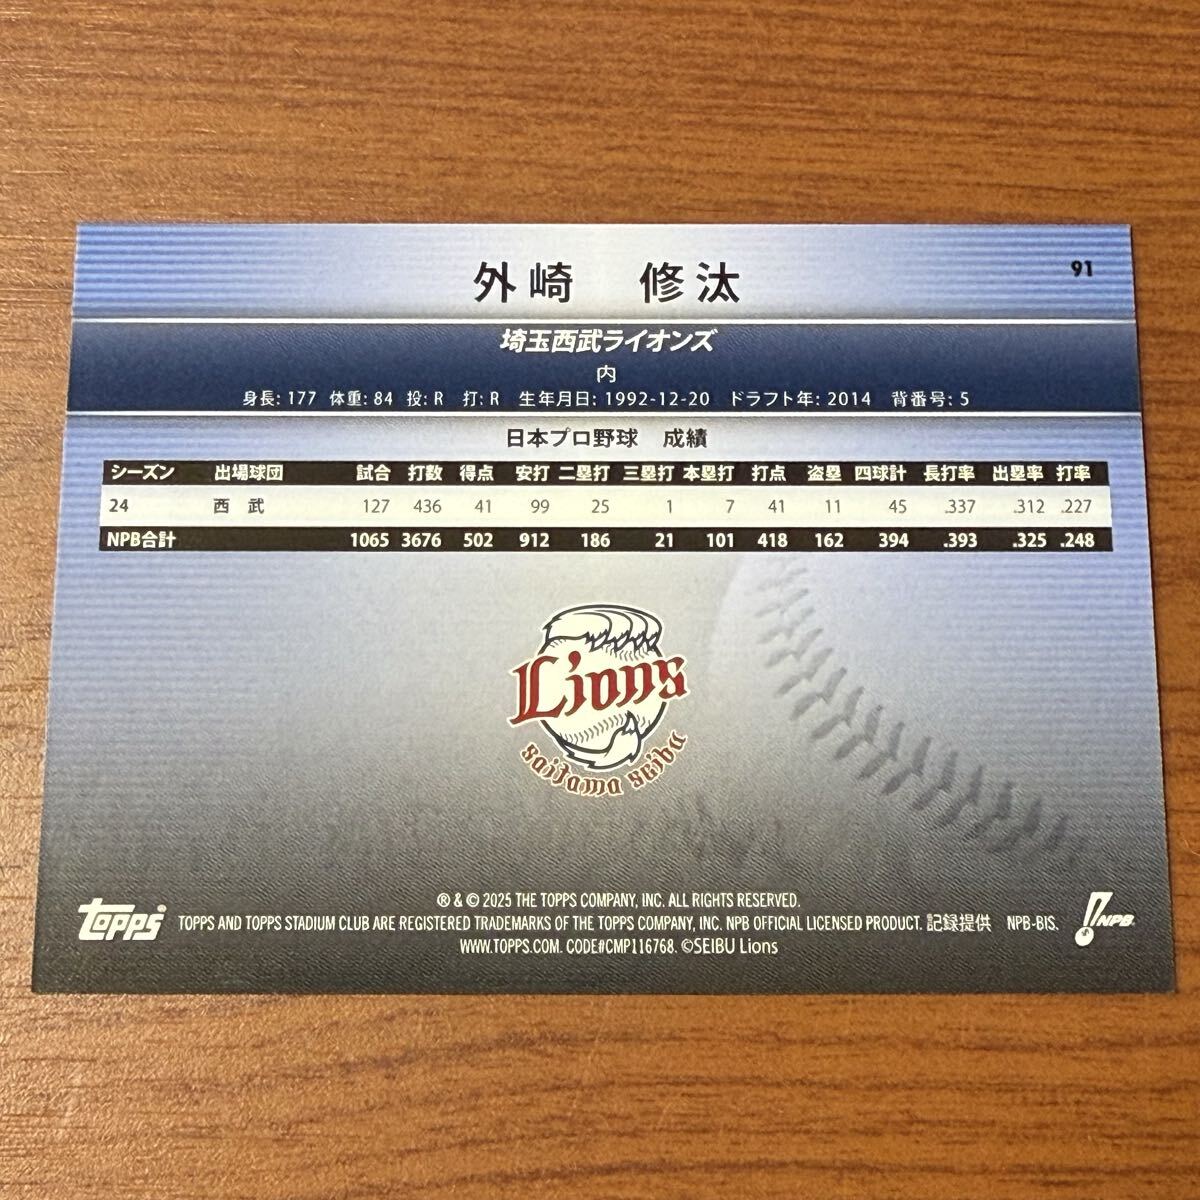 外崎　修汰
91
埼玉西武ライオンズ
内
身長: 177 体重: 84 投: R 打: R 生年月日: 1992-12-20 ドラフト年: 2014 背番号: 5
日本プロ野球　成績
シーズン 出場球団 試合 打数 得点 安打 二塁打 三塁打 本塁打 打点 盗塁 四球計 長打率 出塁率 打率
24 西　武 127 436 41 99 25 1 7 41 11 45 .337 .312 .227
NPB合計 1065 3676 502 912 186 21 101 418 162 394 .393 .325 .248
Lions
Saitama Seibu
® & © 2025 THE TOPPS COMPANY, INC. ALL RIGHTS RESERVED.
Topps
TOPPS AND TOPPS STADIUM CLUB ARE REGISTERED TRADEMARKS OF THE TOPPS COMPANY, INC. NPB OFFICIAL LICENSED PRODUCT. 記録提供 NPB-BIS.
NPB
WWW.TOPPS.COM. CODE#CMP116768. ©SEIBU Lions